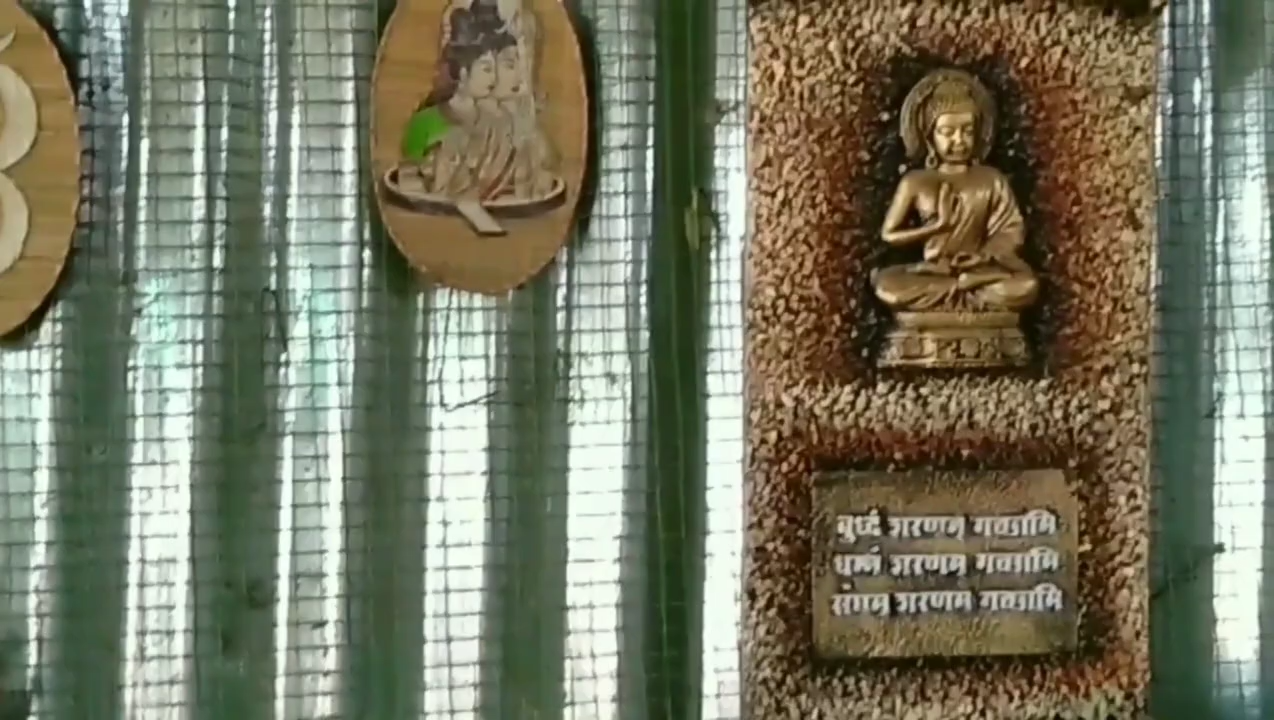 बुध्दं शरणम् गच्छामि
धम्मं शरणम् गच्छामि
संघम् शरणम् गच्छामि